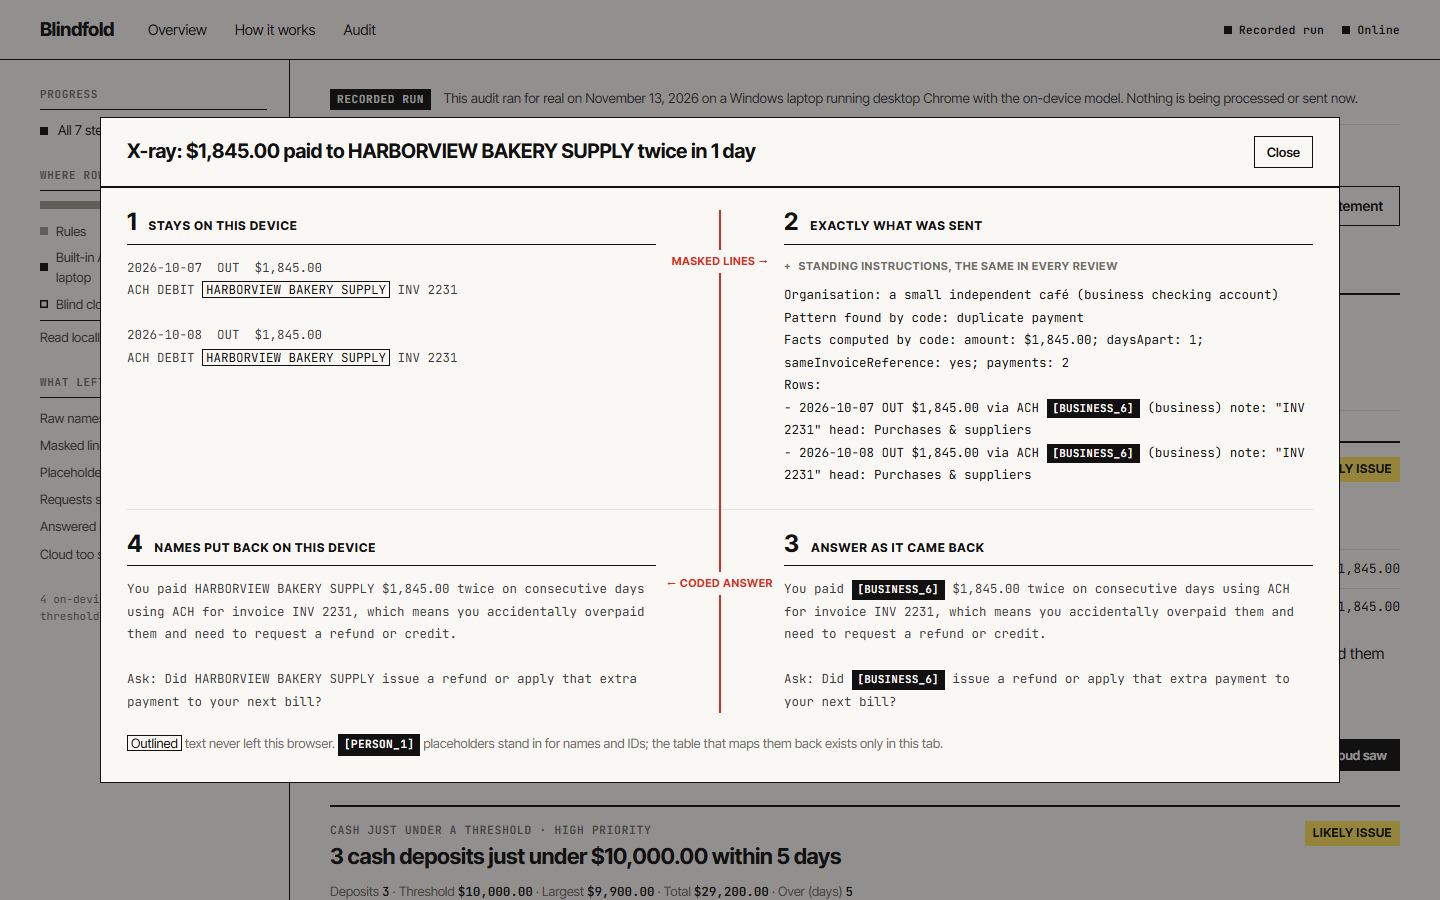 Blindfold
Overview
How it works
Audit
Recorded run
Online
PROGRESS
All 7
WHERE
Rules
Built-in
laptop
Blind
Read
WHAT LEFT
Raw
Masked
Requests
Answered
Cloud too
4
threshold
RECORDED RUN
This audit ran for real on November 13, 2026 on a Windows laptop running desktop Chrome with the on-device model. Nothing is being processed or sent now.
X-ray: $1,845.00 paid to HARBORVIEW BAKERY SUPPLY twice in 1 day
Close
1 STAYS ON THIS DEVICE
2026-10-07 OUT $1,845.00
ACH DEBIT HARBORVIEW BAKERY SUPPLY INV 2231
2026-10-08 OUT $1,845.00
ACH DEBIT HARBORVIEW BAKERY SUPPLY INV 2231
MASKED LINES →
2 EXACTLY WHAT WAS SENT
+ STANDING INSTRUCTIONS, THE SAME IN EVERY REVIEW
Organisation: a small independent café (business checking account)
Pattern found by code: duplicate payment
Facts computed by code: amount: $1,845.00; daysApart: 1;
sameInvoiceReference: yes; payments: 2
Rows:
- 2026-10-07 OUT $1,845.00 via ACH [BUSINESS_6] (business) note: "INV
2231" head: Purchases & suppliers
- 2026-10-08 OUT $1,845.00 via ACH [BUSINESS_6] (business) note: "INV
2231" head: Purchases & suppliers
4 NAMES PUT BACK ON THIS DEVICE
You paid HARBORVIEW BAKERY SUPPLY $1,845.00 twice on consecutive days
using ACH for invoice INV 2231, which means you accidentally overpaid
them and need to request a refund or credit.
Ask: Did HARBORVIEW BAKERY SUPPLY issue a refund or apply that extra
payment to your next bill?
← CODED ANSWER
3 ANSWER AS IT CAME BACK
You paid [BUSINESS_6] $1,845.00 twice on consecutive days using ACH
for invoice INV 2231, which means you accidentally overpaid them and
need to request a refund or credit.
Ask: Did [BUSINESS_6] issue a refund or apply that extra payment to
your next bill?
Outlined text never left this browser. [PERSON_1] placeholders stand in for names and IDs; the table that maps them back exists only in this tab.
ISSUE
1,845.00
1,845.00
them
saw
CASH JUST UNDER A THRESHOLD · HIGH PRIORITY
LIKELY ISSUE
3 cash deposits just under $10,000.00 within 5 days
Deposits 3 · Threshold $10,000.00 · Largest $9,900.00 · Total $29,200.00 · Over (days) 5